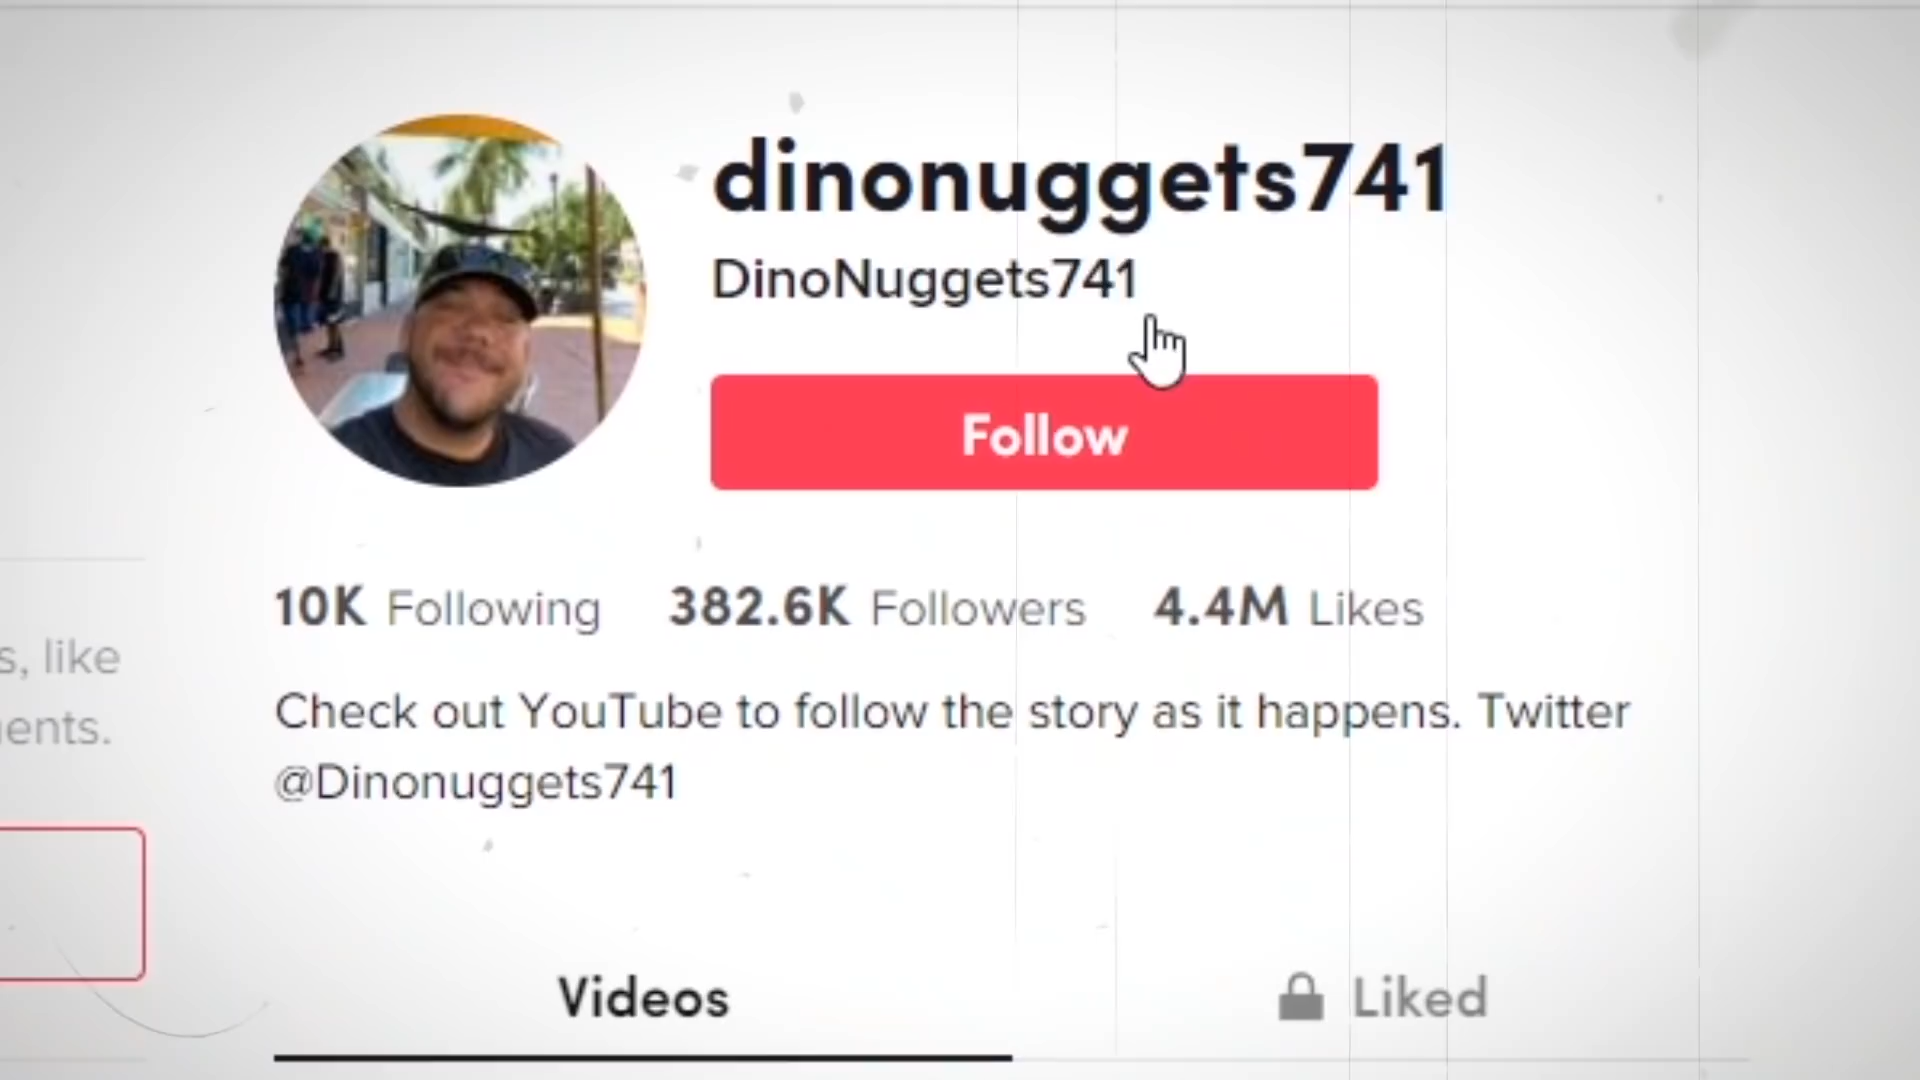 dinonuggets741
DinoNuggets741
Follow
10K Following 382.6K Followers 4.4M Likes
s, like
Check out YouTube to follow the story as it happens. Twitter
ents.
@Dinonuggets741
Videos Liked